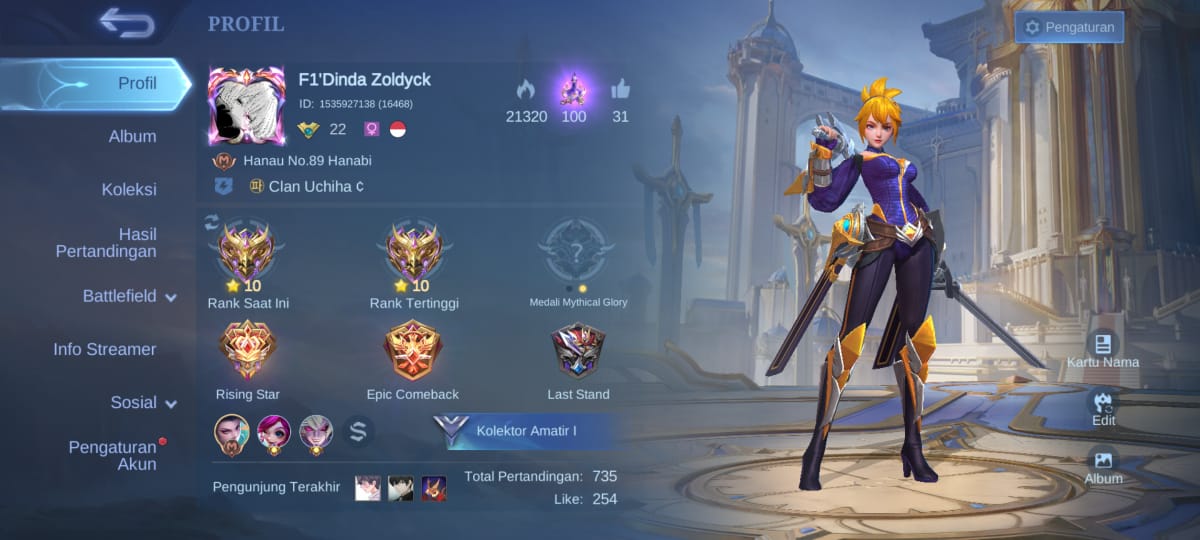 PROFIL
Pengaturan
Profil
Album
Koleksi
Hasil
Pertandingan
Battlefield
Info Streamer
Sosial
Pengaturan
Akun
F1'Dinda Zoldyck
ID: 1535927138 (16468)
22
21320 100 31
Hanau No.89 Hanabi
Clan Uchiha ¢
10
Rank Saat Ini
10
Rank Tertinggi
?
Medali Mythical Glory
Rising Star
Epic Comeback
Last Stand
Kolektor Amatir I
Pengunjung Terakhir
Total Pertandingan: 735
Like: 254
Kartu Nama
Edit
Album